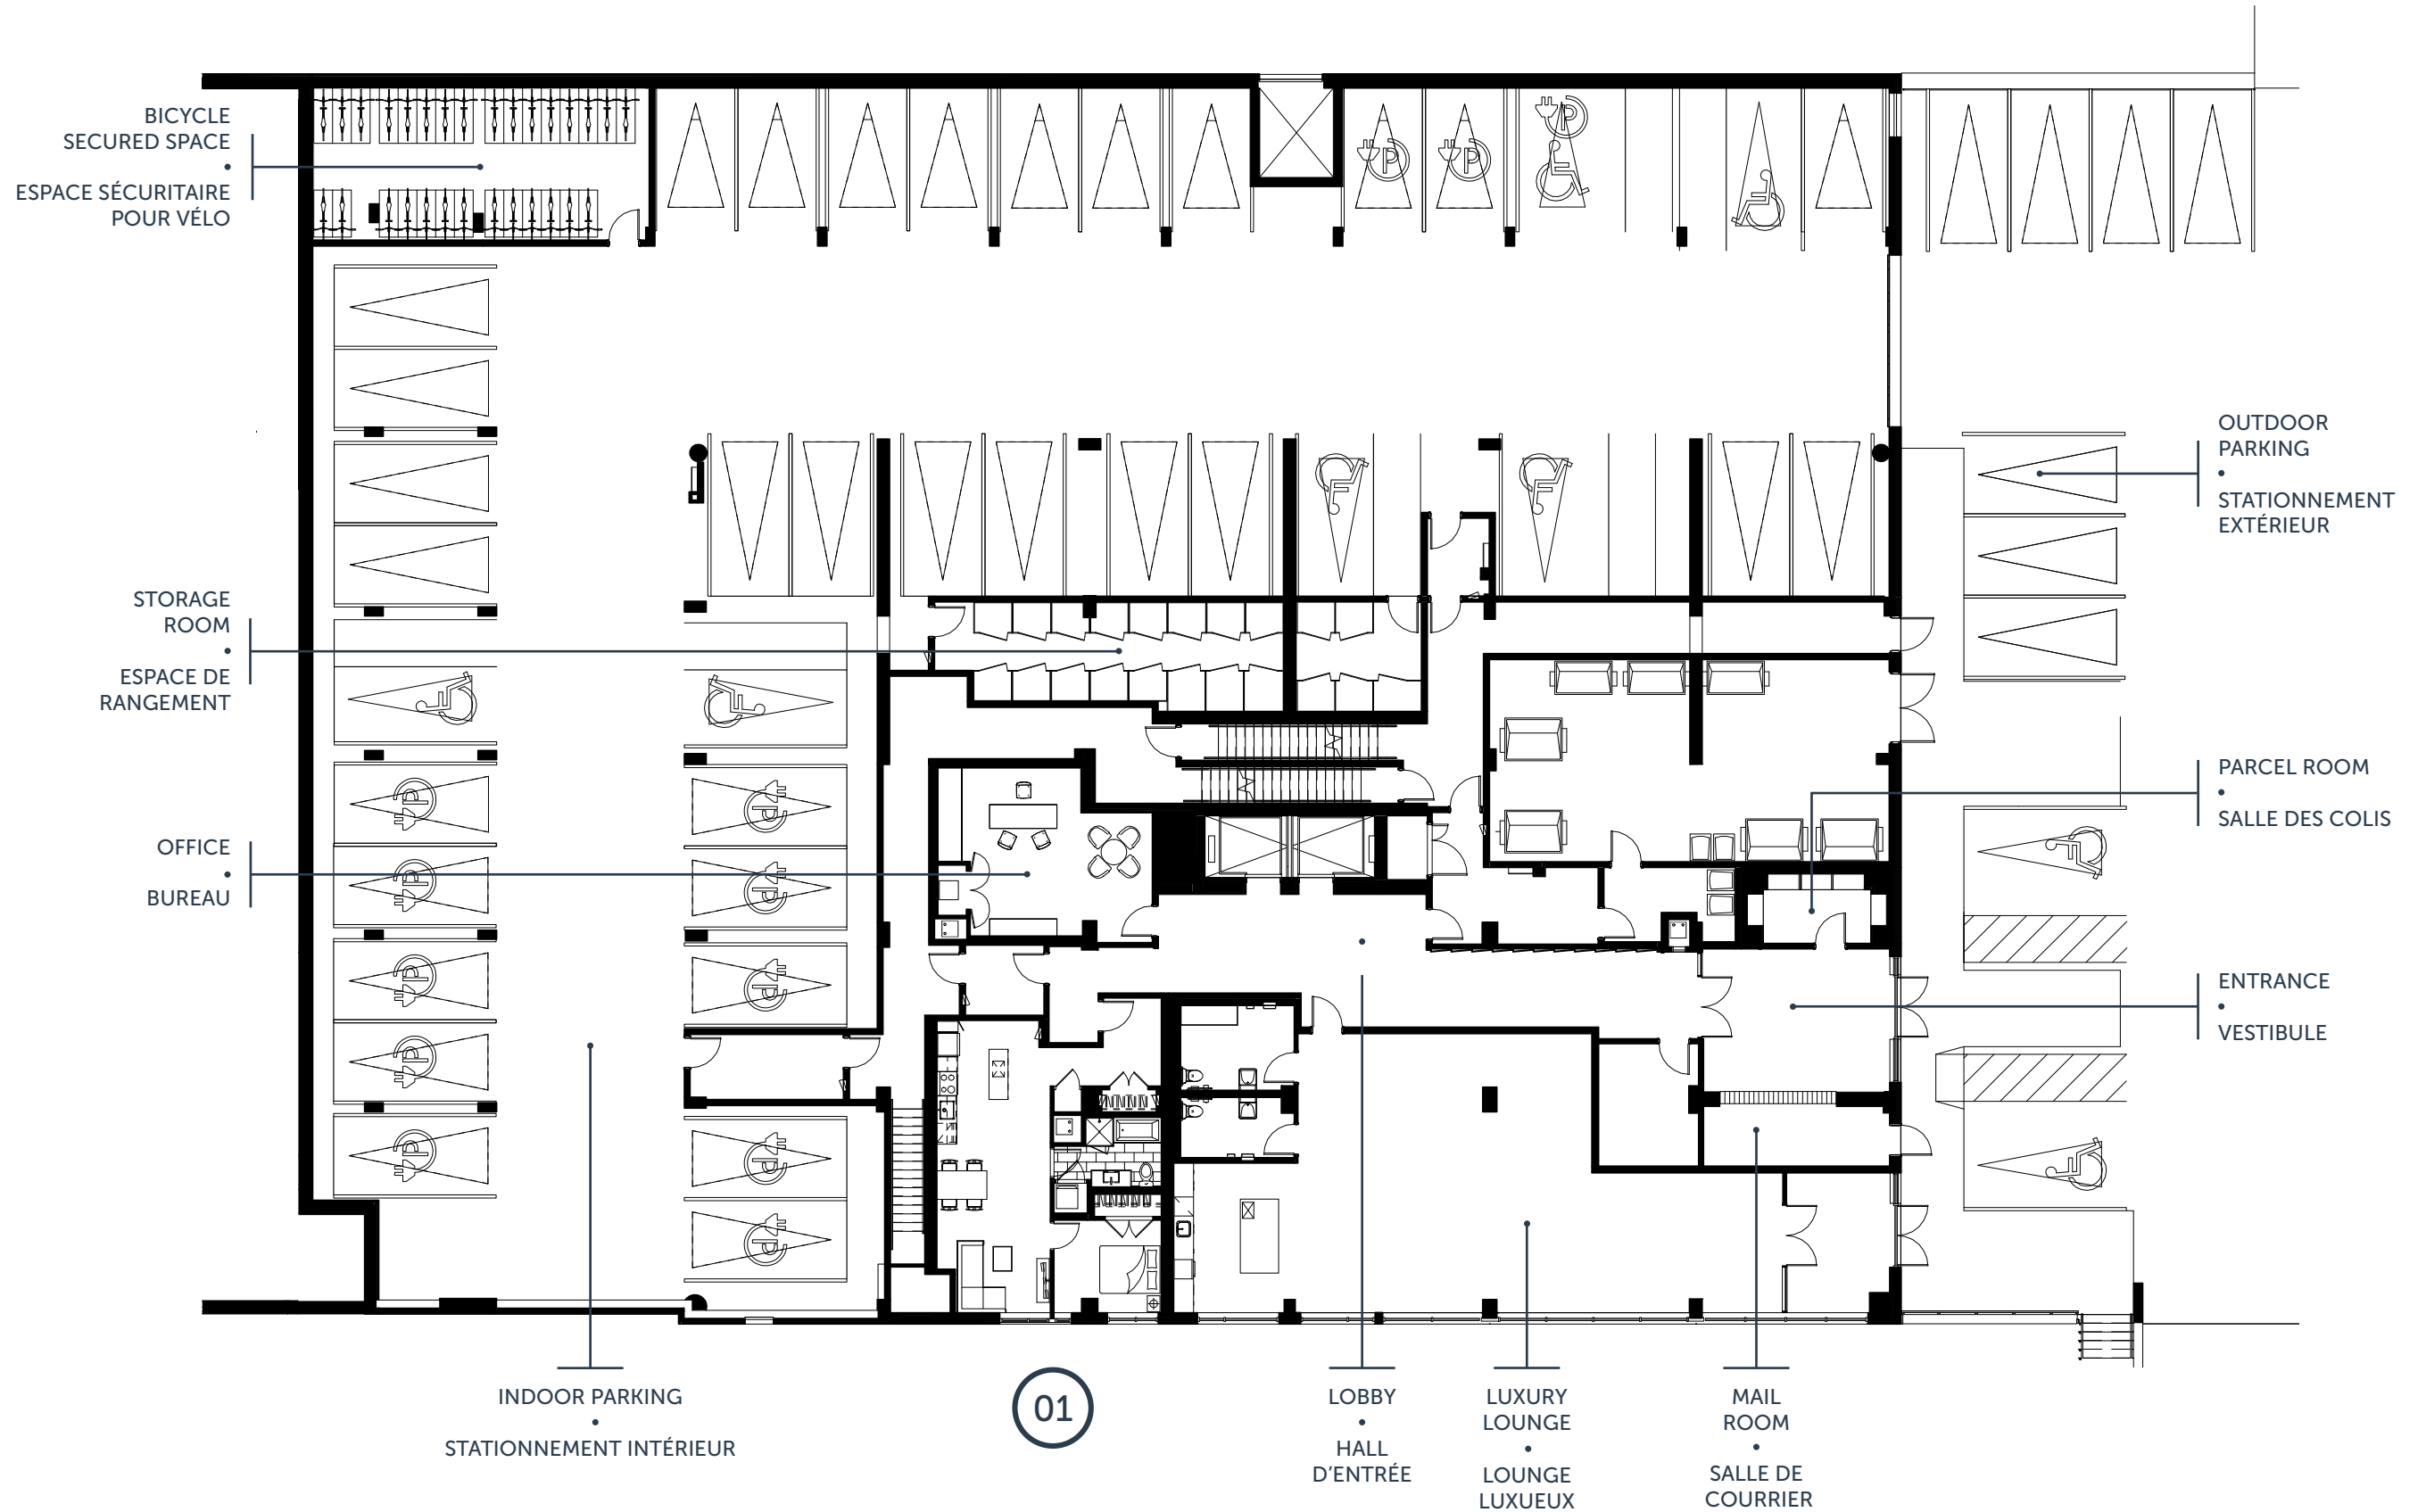 BICYCLE
SECURED SPACE
•
ESPACE SÉCURITAIRE
POUR VÉLO
STORAGE
ROOM
•
ESPACE DE
RANGEMENT
OFFICE
•
BUREAU
OUTDOOR
PARKING
•
STATIONNEMENT
EXTÉRIEUR
PARCEL ROOM
•
SALLE DES COLIS
ENTRANCE
•
VESTIBULE
INDOOR PARKING
•
STATIONNEMENT INTÉRIEUR
01
LOBBY
•
HALL
D'ENTRÉE
LUXURY
LOUNGE
•
LOUNGE
LUXUEUX
MAIL
ROOM
•
SALLE DE
COURRIER